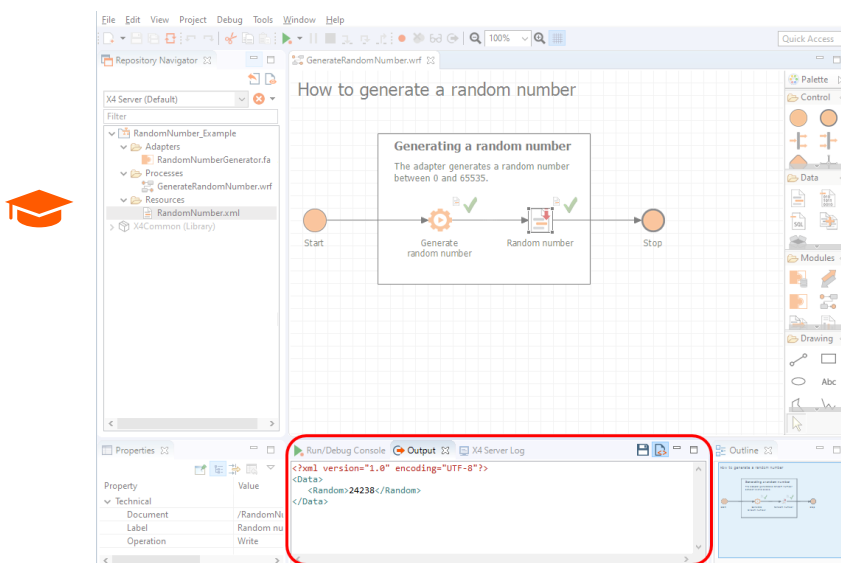 File Edit View Project Debug Tools Window Help
100%
Quick Access
Repository Navigator
X4 Server (Default)
Filter
RandomNumber_Example
Adapters
RandomNumberGenerator.fa
Processes
GenerateRandomNumber.wrf
Resources
RandomNumber.xml
X4Common (Library)
GenerateRandomNumber.wrf
How to generate a random number
Generating a random number
The adapter generates a random number
between 0 and 65535.
Start
Generate
random number
Random number
Stop
Palette
Control
Data
SQL
Modules
Drawing
Abc
Properties
Property Value
Technical
Document /RandomNu
Label Random nu
Operation Write
Run/Debug Console Output X4 Server Log
<?xml version="1.0" encoding="UTF-8"?>
<Data>
<Random>24238</Random>
</Data>
Outline
How to generate a random number
Generating a random number